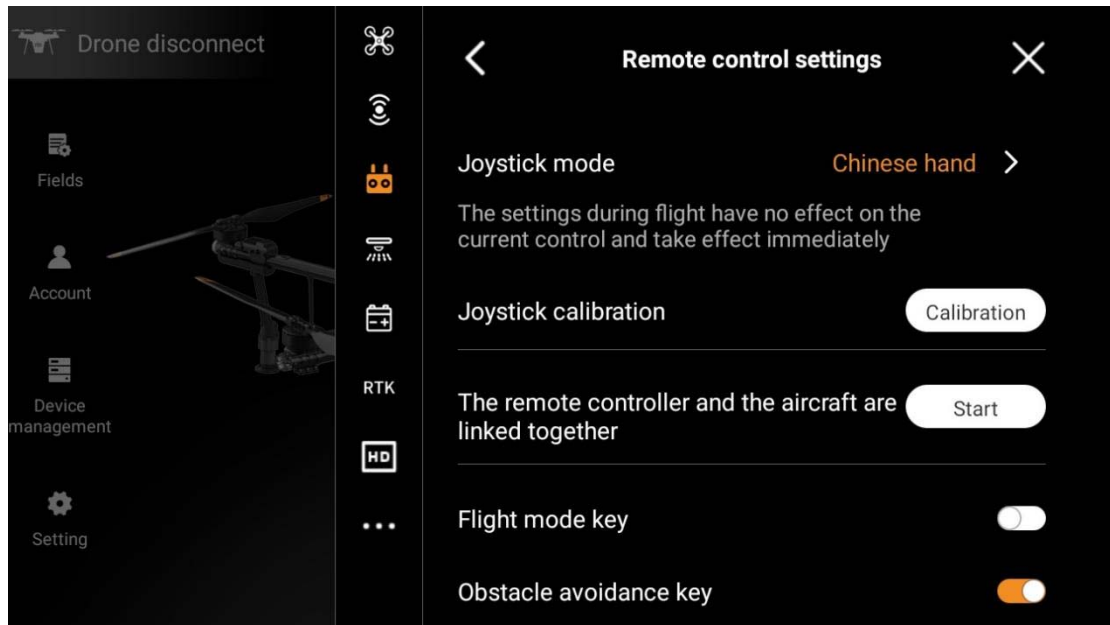 Drone disconnect
Fields
Account
Device
management
Setting
RTK
HD
Remote control settings
Joystick mode
Chinese hand
The settings during flight have no effect on the
current control and take effect immediately
Joystick calibration
Calibration
The remote controller and the aircraft are
linked together
Start
Flight mode key
Obstacle avoidance key